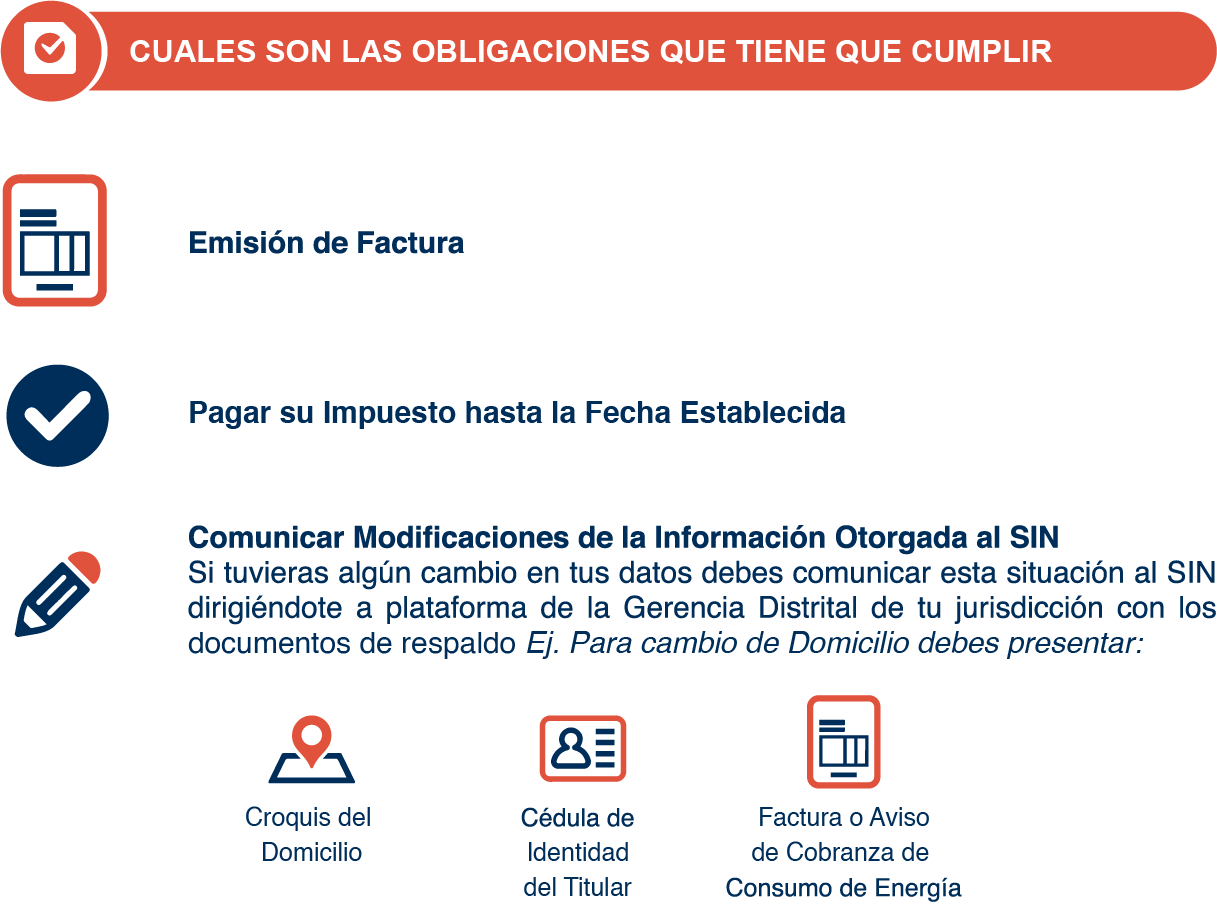 CUALES SON LAS OBLIGACIONES QUE TIENE QUE CUMPLIR
Emisión de Factura
Pagar su Impuesto hasta la Fecha Establecida
Comunicar Modificaciones de la Información Otorgada al SIN
Si tuvieras algún cambio en tus datos debes comunicar esta situación al SIN
dirigiéndote a plataforma de la Gerencia Distrital de tu jurisdicción con los
documentos de respaldo Ej. Para cambio de Domicilio debes presentar:
Croquis del
Domicilio
Cédula de
Identidad
del Titular
Factura o Aviso
de Cobranza de
Consumo de Energía